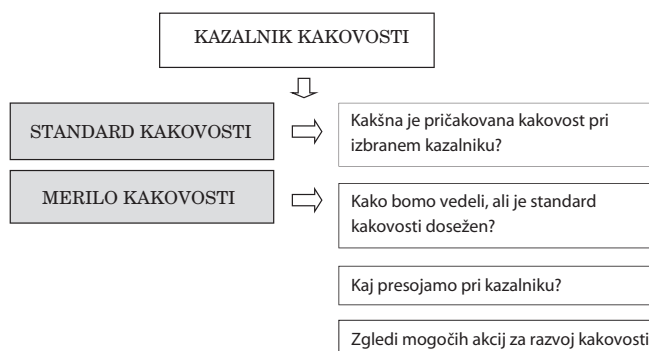 KAZALNIK KAKOVOSTI
STANDARD KAKOVOSTI
Kakšna je pričakovana kakovost pri
izbranem kazalniku?
MERILO KAKOVOSTI
Kako bomo vedeli, ali je standard
kakovosti dosežen?
Kaj presojamo pri kazalniku?
Zgledi mogočih akcij za razvoj kakovosti